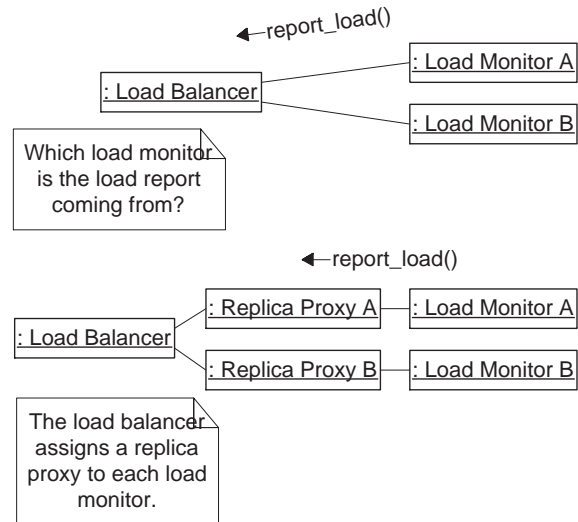 report_load()
: Load Monitor A
: Load Balancer
: Load Monitor B
Which load monitor
is the load report
coming from?
report_load()
: Replica Proxy A
: Load Monitor A
: Load Balancer
: Replica Proxy B
: Load Monitor B
The load balancer
assigns a replica
proxy to each load
monitor.